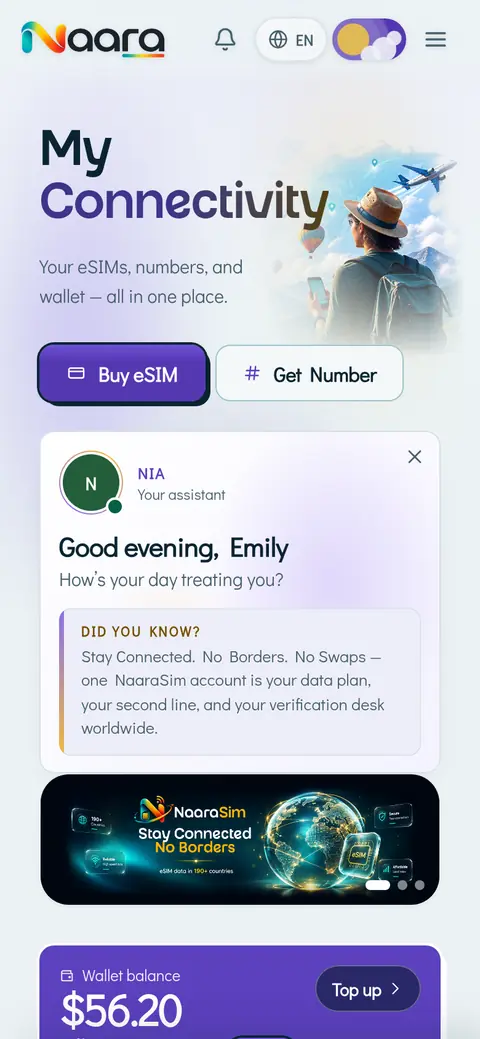 Naara
EN
My
Connectivity
Your eSIMs, numbers, and
wallet — all in one place.
Buy eSIM
# Get Number
N
NIA
Your assistant
Good evening, Emily
How's your day treating you?
DID YOU KNOW?
Stay Connected. No Borders. No Swaps —
one NaaraSim account is your data plan,
your second line, and your verification desk
worldwide.
NaaraSim
Stay Connected
No Borders
eSIM data in 190+ countries
190+
Secure
eSIM
Wallet balance
$56.20
Top up